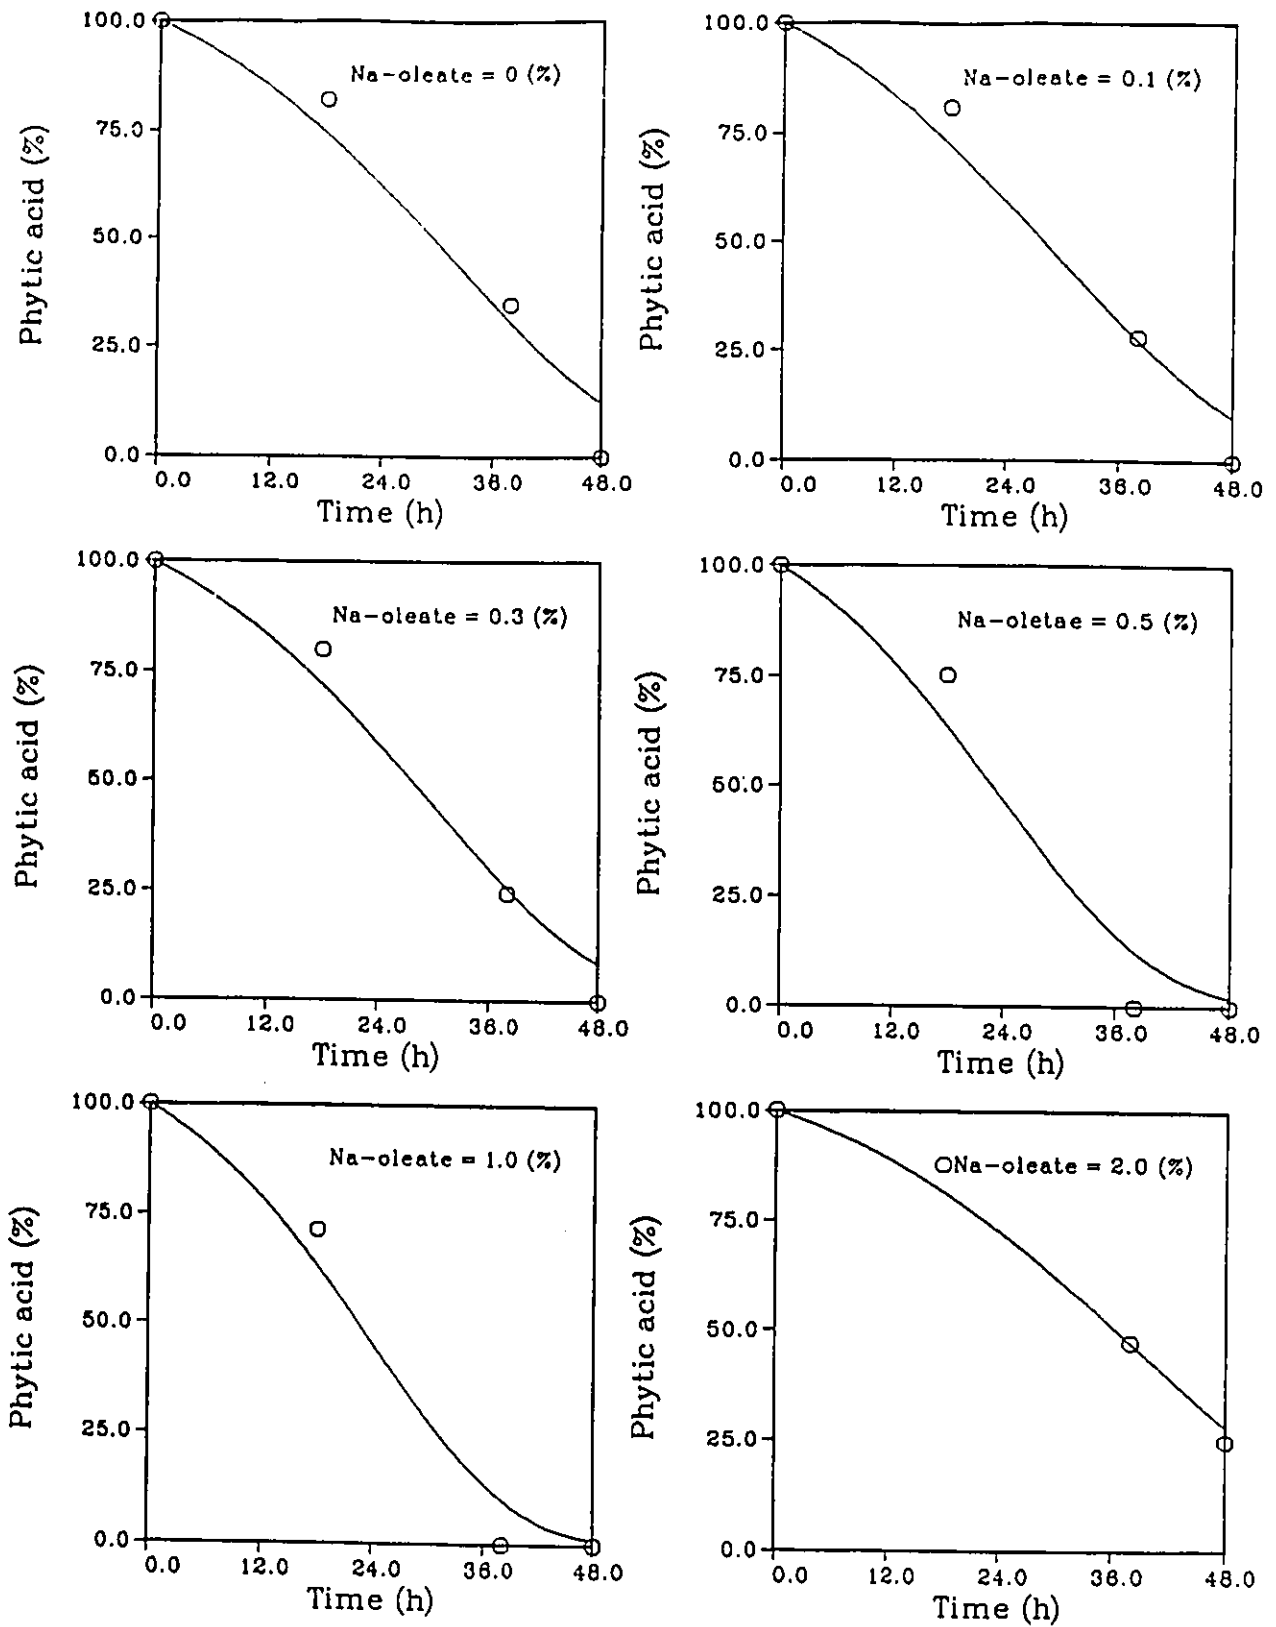 100.0
75.0
50.0
25.0
0.0
Phytic acid (%)
Na-oleate = 0 (%)
0.0 12.0 24.0 36.0 48.0
Time (h)
100.0
75.0
50.0
25.0
0.0
Phytic acid (%)
Na-oleate = 0.1 (%)
0.0 12.0 24.0 36.0 48.0
Time (h)
100.0
75.0
50.0
25.0
0.0
Phytic acid (%)
Na-oleate = 0.3 (%)
0.0 12.0 24.0 36.0 48.0
Time (h)
100.0
75.0
50.0
25.0
0.0
Phytic acid (%)
Na-oletae = 0.5 (%)
0.0 12.0 24.0 36.0 48.0
Time (h)
100.0
75.0
50.0
25.0
0.0
Phytic acid (%)
Na-oleate = 1.0 (%)
0.0 12.0 24.0 36.0 48.0
Time (h)
100.0
75.0
50.0
25.0
0.0
Phytic acid (%)
Na-oleate = 2.0 (%)
0.0 12.0 24.0 36.0 48.0
Time (h)